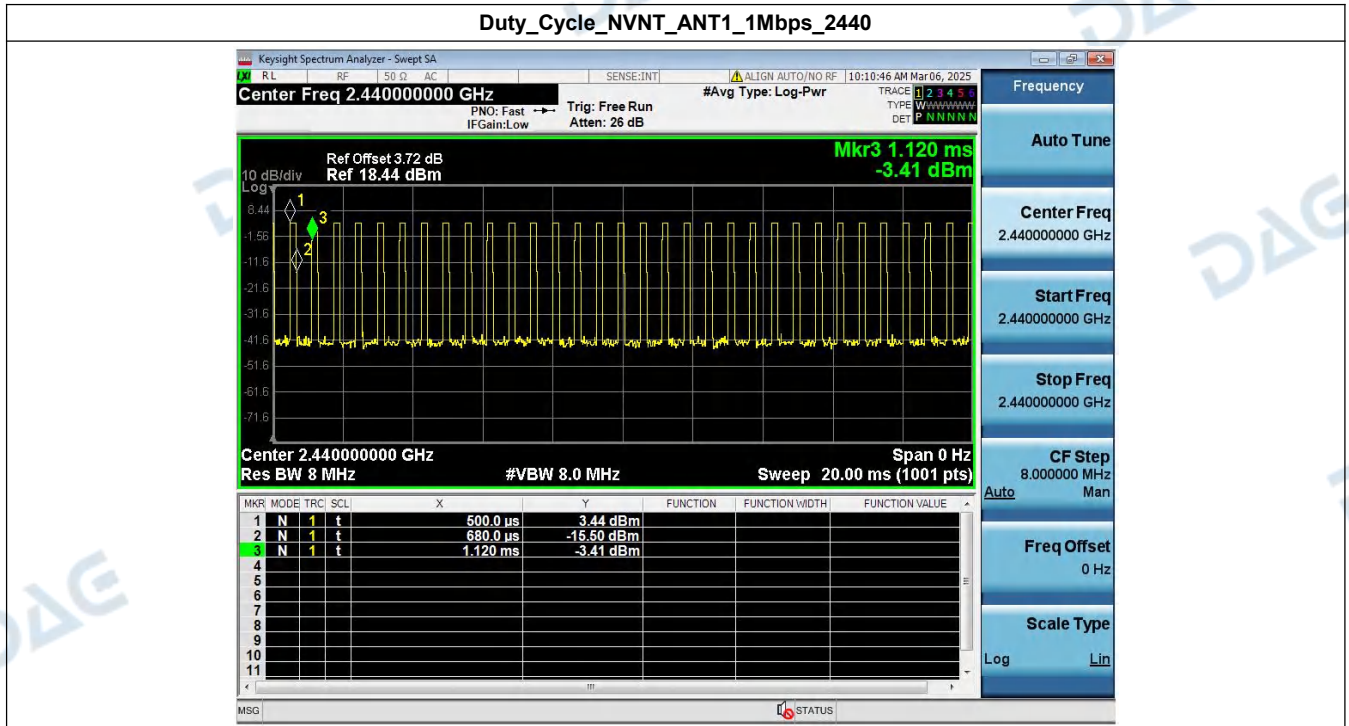 Duty_Cycle_NVNT_ANT1_1Mbps_2440
Keysight Spectrum Analyzer - Swept SA
LXI RL RF 50 Ω AC SENSE:INT ALIGN AUTO/NO RF 10:10:46 AM Mar 06, 2025
Center Freq 2.440000000 GHz #Avg Type: Log-Pwr TRACE 1 2 3 4 5 6
PNO: Fast Trig: Free Run TYPE WWWWWWW
IFGain:Low Atten: 26 dB DET P N N N N N
Frequency
Auto Tune
Center Freq
2.440000000 GHz
Start Freq
2.440000000 GHz
Stop Freq
2.440000000 GHz
CF Step
8.000000 MHz
Auto Man
Freq Offset
0 Hz
Scale Type
Log Lin
Mkr3 1.120 ms
-3.41 dBm
Ref Offset 3.72 dB
10 dB/div Ref 18.44 dBm
Log
8.44
-1.56
-11.6
-21.6
-31.6
-41.6
-51.6
-61.6
-71.6
1
2
3
Center 2.440000000 GHz Span 0 Hz
Res BW 8 MHz #VBW 8.0 MHz Sweep 20.00 ms (1001 pts)
MKR MODE TRC SCL X Y FUNCTION FUNCTION WIDTH FUNCTION VALUE
1 N 1 t 500.0 µs 3.44 dBm
2 N 1 t 680.0 µs -15.50 dBm
3 N 1 t 1.120 ms -3.41 dBm
4
5
6
7
8
9
10
11
MSG STATUS
DAE
DAE
DAE